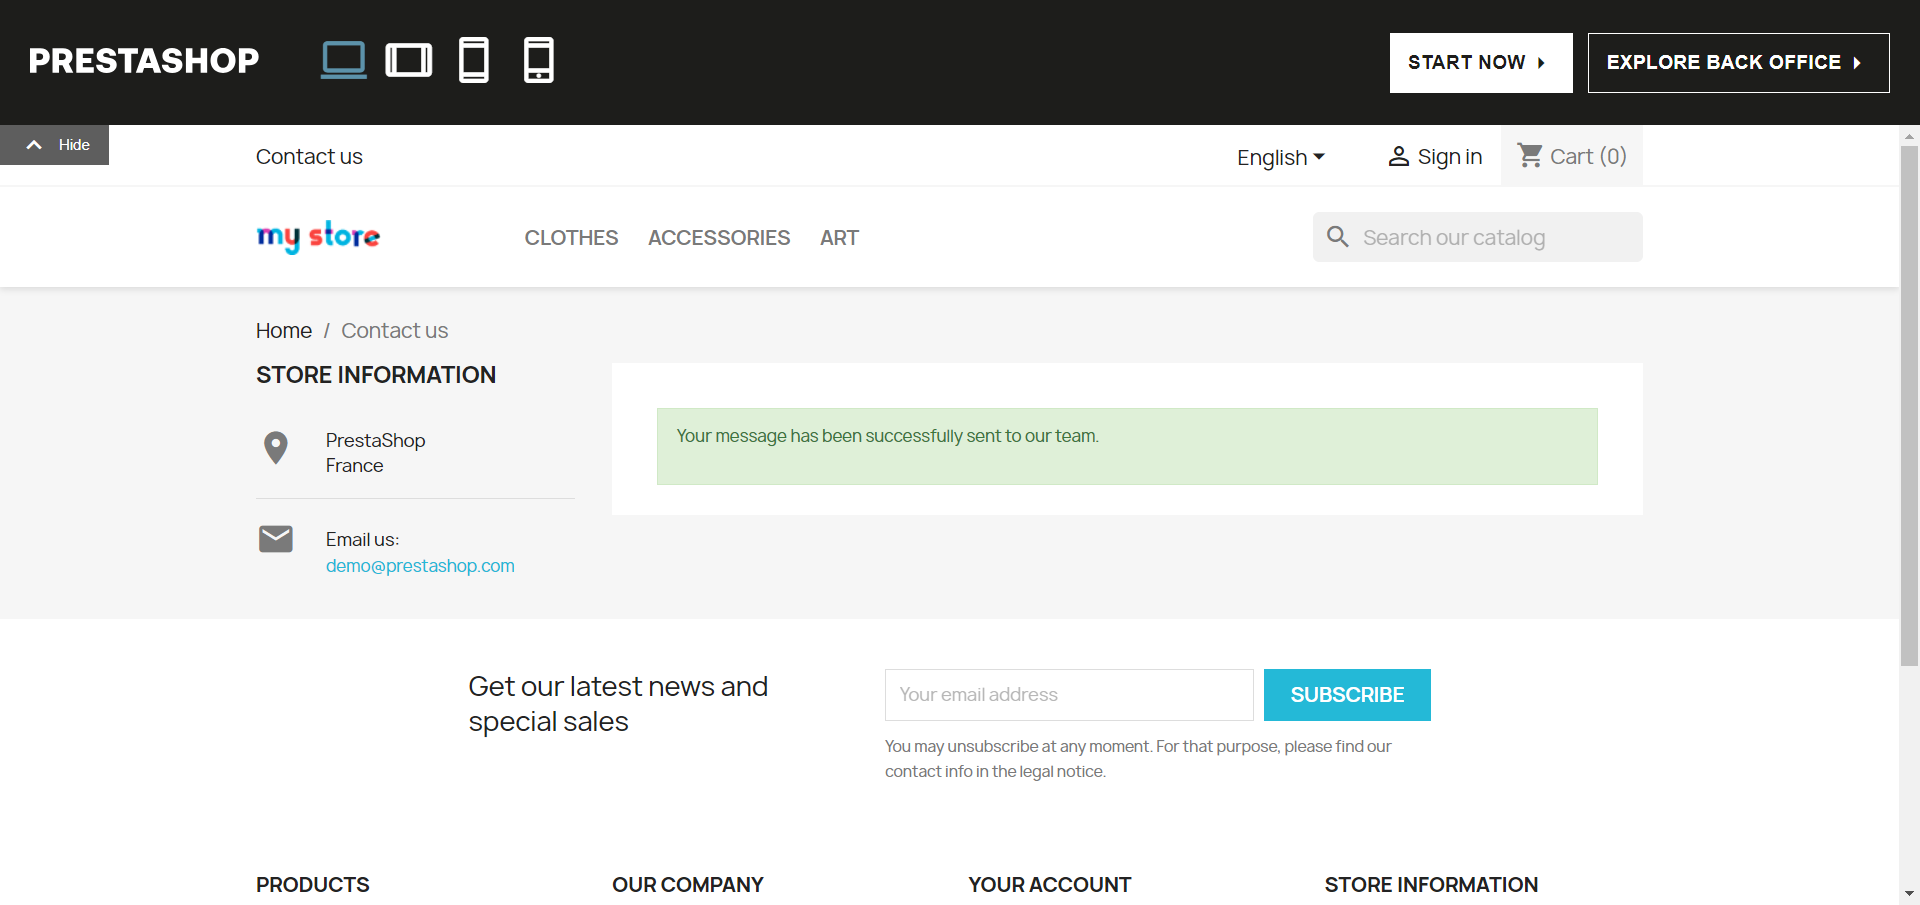 PRESTASHOP
START NOW
EXPLORE BACK OFFICE
Hide
Contact us
English
Sign in
Cart (0)
my store
CLOTHES
ACCESSORIES
ART
Search our catalog
Home / Contact us
STORE INFORMATION
PrestaShop
France
Email us:
demo@prestashop.com
Your message has been successfully sent to our team.
Get our latest news and
special sales
Your email address
SUBSCRIBE
You may unsubscribe at any moment. For that purpose, please find our
contact info in the legal notice.
PRODUCTS
OUR COMPANY
YOUR ACCOUNT
STORE INFORMATION